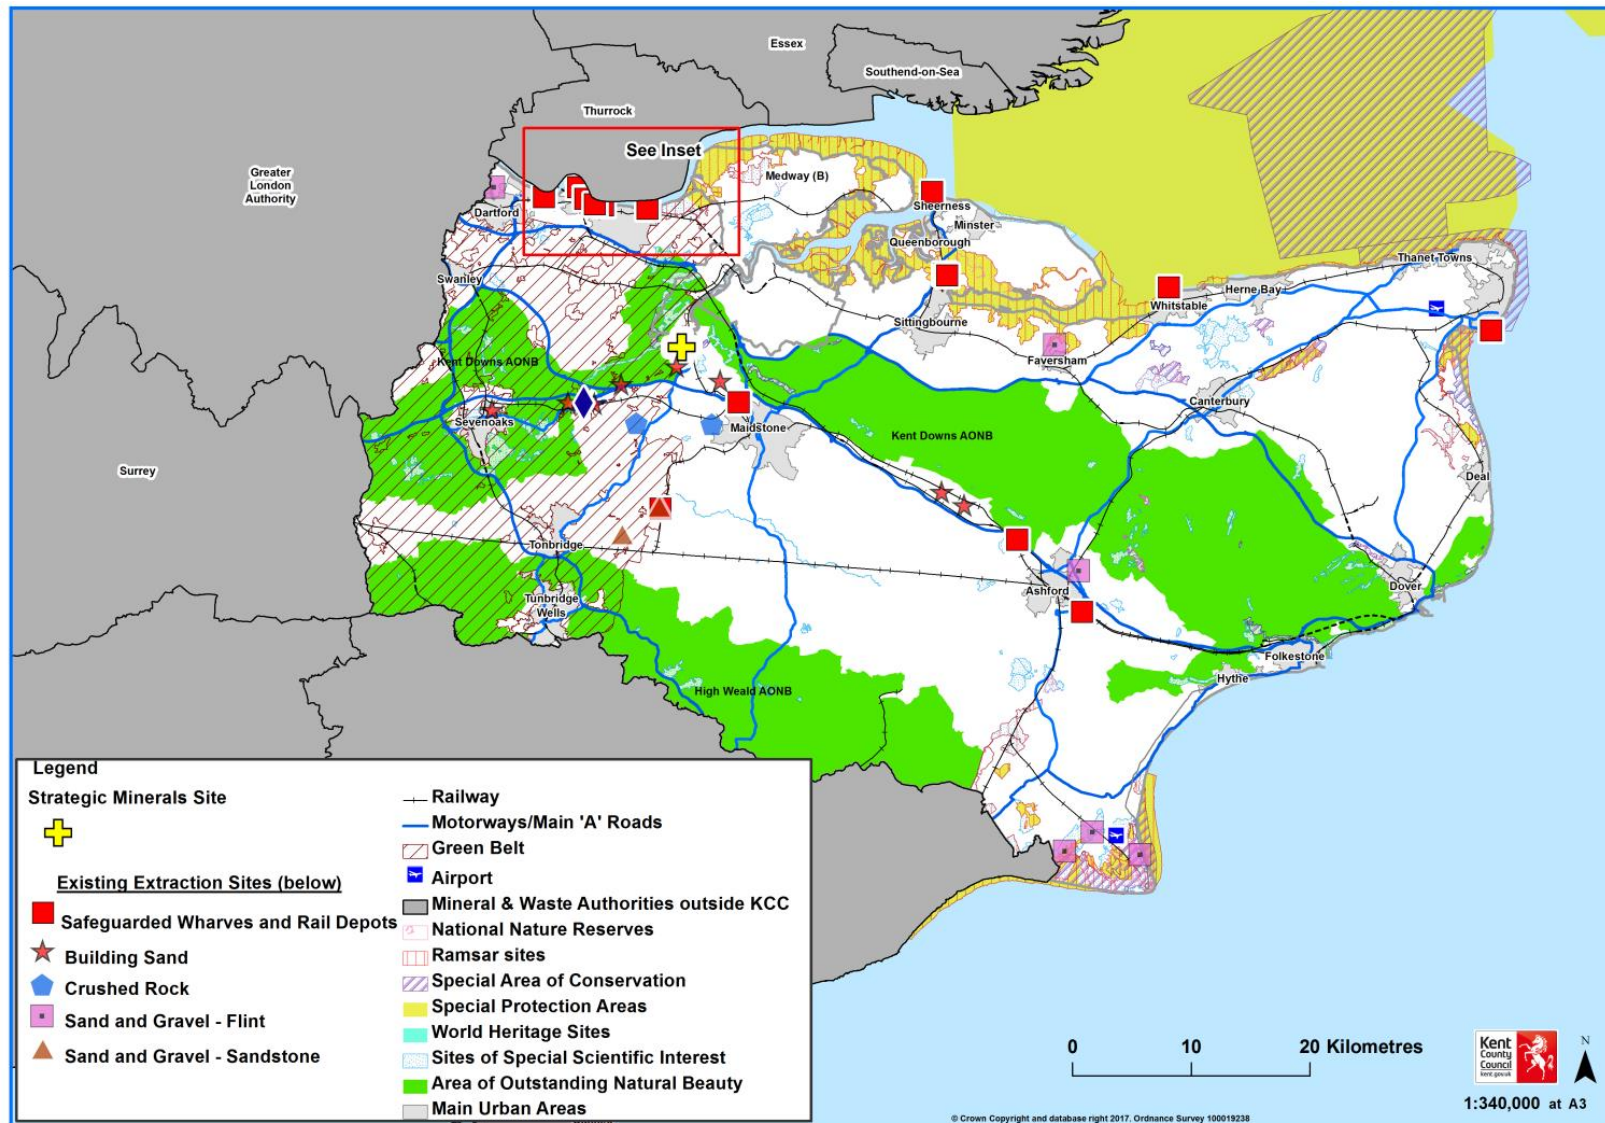 Essex
Southend-on-Sea
Thurrock
See Inset
Greater
London
Authority
Medway (B)
Dartford
Sheerness
Minster
Queenborough
Swanley
Thanet Towns
Herne Bay
Whitstable
Sittingbourne
Faversham
Kent Downs AONB
Canterbury
Sevenoaks
Maidstone
Kent Downs AONB
Surrey
Deal
Tonbridge
Ashford
Dover
Tunbridge
Wells
Folkestone
Hythe
High Weald AONB
Legend
Strategic Minerals Site
Existing Extraction Sites (below)
Safeguarded Wharves and Rail Depots
Building Sand
Crushed Rock
Sand and Gravel - Flint
Sand and Gravel - Sandstone
Railway
Motorways/Main 'A' Roads
Green Belt
Airport
Mineral & Waste Authorities outside KCC
National Nature Reserves
Ramsar sites
Special Area of Conservation
Special Protection Areas
World Heritage Sites
Sites of Special Scientific Interest
Area of Outstanding Natural Beauty
Main Urban Areas
0 10 20 Kilometres
Kent
County
Council
kent.gov.uk
N
1:340,000 at A3
© Crown Copyright and database right 2017. Ordnance Survey 100019238